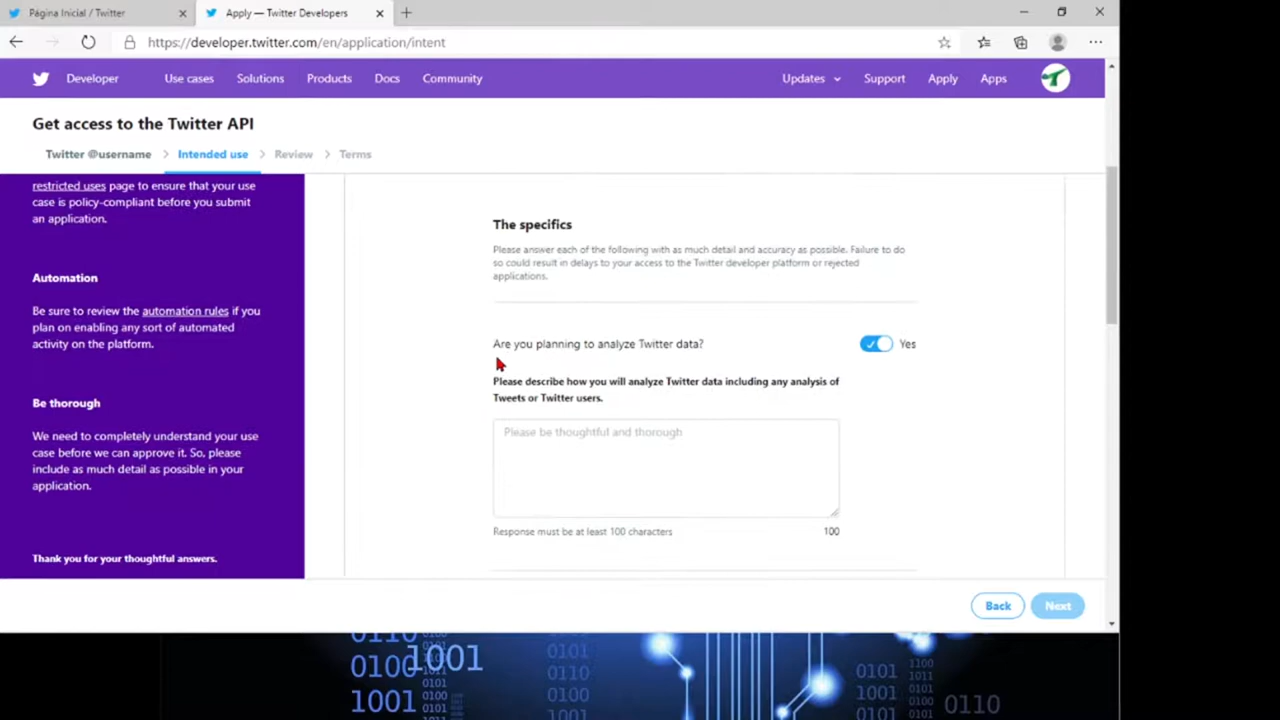 Página Inicial / Twitter
Apply — Twitter Developers
https://developer.twitter.com/en/application/intent
Developer
Use cases
Solutions
Products
Docs
Community
Updates
Support
Apply
Apps
Get access to the Twitter API
Twitter @username
Intended use
Review
Terms
restricted uses page to ensure that your use
case is policy-compliant before you submit
an application.
Automation
Be sure to review the automation rules if you
plan on enabling any sort of automated
activity on the platform.
Be thorough
We need to completely understand your use
case before we can approve it. So, please
include as much detail as possible in your
application.
Thank you for your thoughtful answers.
The specifics
Please answer each of the following with as much detail and accuracy as possible. Failure to do
so could result in delays to your access to the Twitter developer platform or rejected
applications.
Are you planning to analyze Twitter data?
Yes
Please describe how you will analyze Twitter data including any analysis of
Tweets or Twitter users.
Please be thoughtful and thorough
Response must be at least 100 characters
100
Back
Next
0110
0101
0101
1100
0100
1001
0110
0101
1001
0100
0100
1001
0110